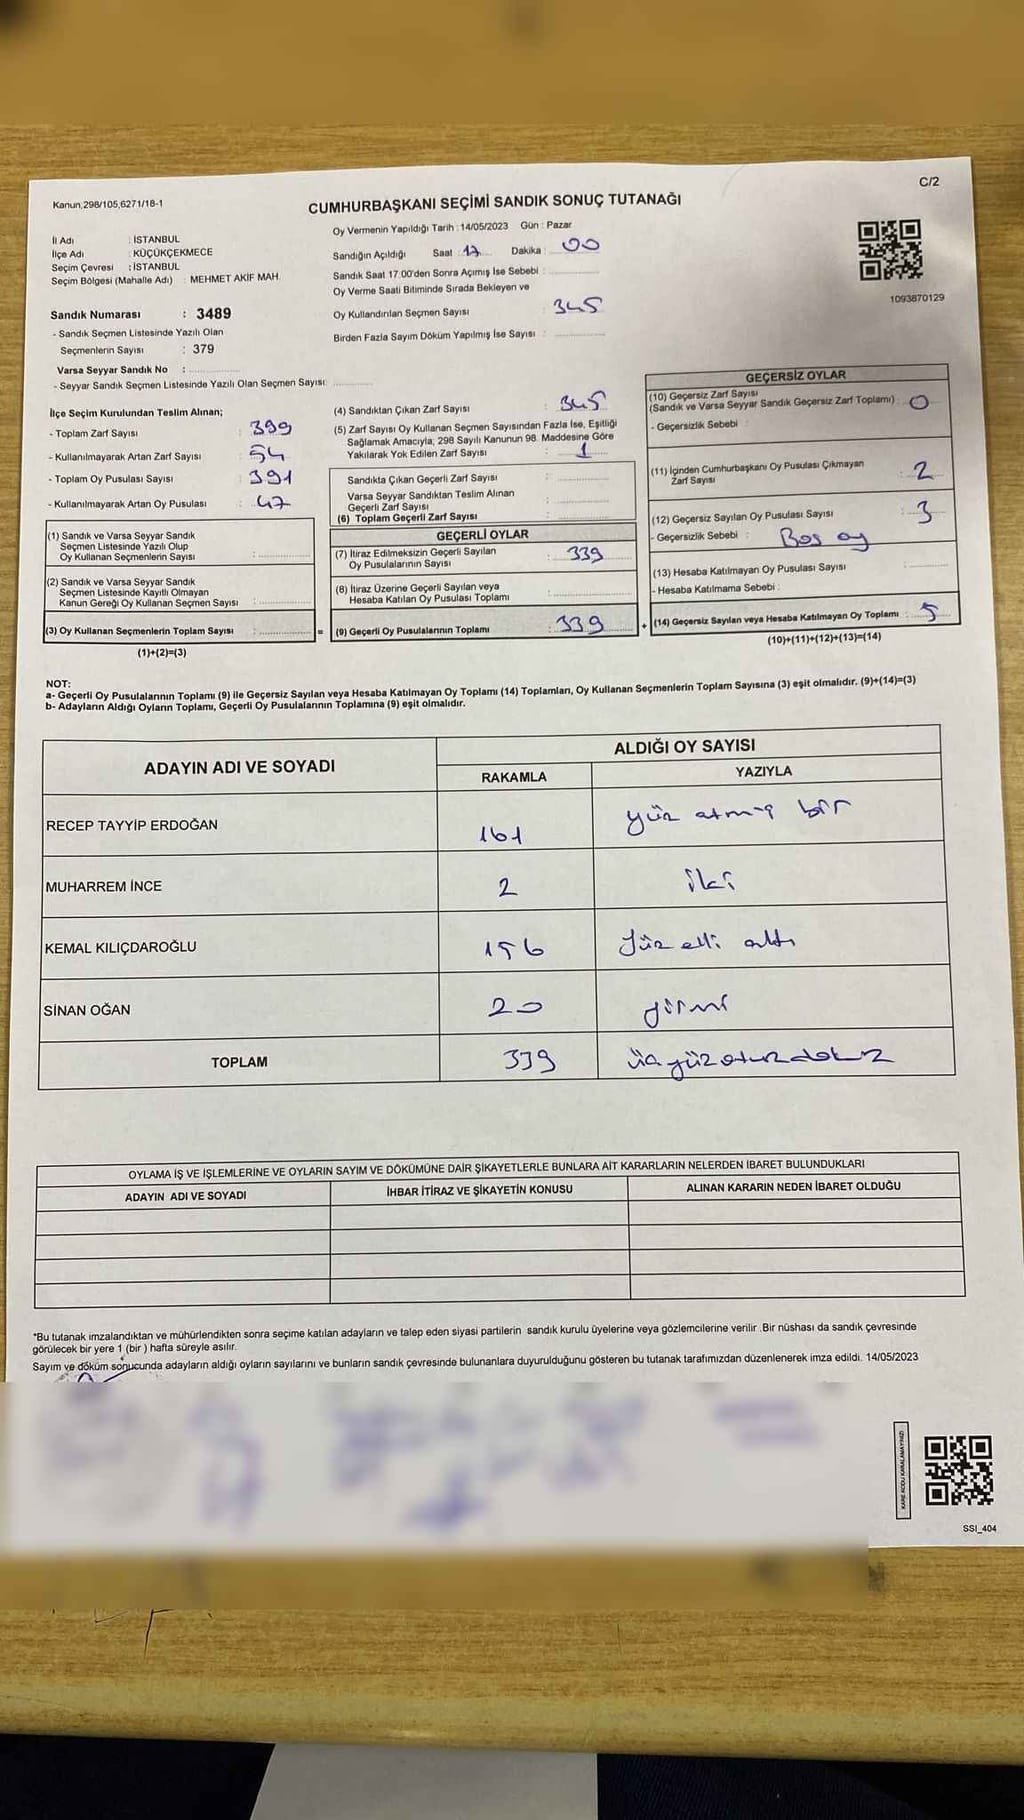 Kanun,298/105,6271/18-1
C/2
CUMHURBAŞKANI SEÇİMİ SANDIK SONUÇ TUTANAĞI
İl Adı : İSTANBUL
İlçe Adı : KÜÇÜKÇEKMECE
Seçim Çevresi : İSTANBUL
Seçim Bölgesi (Mahalle Adı) : MEHMET AKİF MAH.
Oy Vermenin Yapıldığı Tarih : 14/05/2023 Gün : Pazar
Sandığın Açıldığı Saat : 17 Dakika : 00
Sandık Saat 17:00'den Sonra Açımış İse Sebebi :
Oy Verme Saati Bitiminde Sırada Bekleyen ve
Oy Kullandırılan Seçmen Sayısı : 345
Birden Fazla Sayım Döküm Yapılmış İse Sayısı :
1093870129
Sandık Numarası : 3489
- Sandık Seçmen Listesinde Yazılı Olan
Seçmenlerin Sayısı : 379
Varsa Seyyar Sandık No :
- Seyyar Sandık Seçmen Listesinde Yazılı Olan Seçmen Sayısı:
İlçe Seçim Kurulundan Teslim Alınan;
- Toplam Zarf Sayısı : 399
- Kullanılmayarak Artan Zarf Sayısı : 54
- Toplam Oy Pusulası Sayısı : 391
- Kullanılmayarak Artan Oy Pusulası : 47
(1) Sandık ve Varsa Seyyar Sandık
Seçmen Listesinde Yazılı Olup
Oy Kullanan Seçmenlerin Sayısı :
(2) Sandık ve Varsa Seyyar Sandık
Seçmen Listesinde Kayıtlı Olmayan
Kanun Gereği Oy Kullanan Seçmen Sayısı :
(3) Oy Kullanan Seçmenlerin Toplam Sayısı :
(1)+(2)=(3)
(4) Sandıktan Çıkan Zarf Sayısı : 345
(5) Zarf Sayısı Oy Kullanan Seçmen Sayısından Fazla İse, Eşitliği
Sağlamak Amacıyla, 298 Sayılı Kanunun 98. Maddesine Göre
Yakılarak Yok Edilen Zarf Sayısı : 1
Sandıkta Çıkan Geçerli Zarf Sayısı :
Varsa Seyyar Sandıktan Teslim Alınan
Geçerli Zarf Sayısı :
(6) Toplam Geçerli Zarf Sayısı :
GEÇERLİ OYLAR
(7) İtiraz Edilmeksizin Geçerli Sayılan
Oy Pusulalarının Sayısı : 339
(8) İtiraz Üzerine Geçerli Sayılan veya
Hesaba Katılan Oy Pusulası Toplamı :
= (9) Geçerli Oy Pusulalarının Toplamı : 339 +
GEÇERSİZ OYLAR
(10) Geçersiz Zarf Sayısı
(Sandık ve Varsa Seyyar Sandık Geçersiz Zarf Toplamı) : 0
- Geçersizlik Sebebi :
(11) İçinden Cumhurbaşkanı Oy Pusulası Çıkmayan
Zarf Sayısı : 2
(12) Geçersiz Sayılan Oy Pusulası Sayısı : 3
- Geçersizlik Sebebi : Boş oy
(13) Hesaba Katılmayan Oy Pusulası Sayısı :
- Hesaba Katılmama Sebebi :
(14) Geçersiz Sayılan veya Hesaba Katılmayan Oy Toplamı : 5
(10)+(11)+(12)+(13)=(14)
NOT:
a- Geçerli Oy Pusulalarının Toplamı (9) ile Geçersiz Sayılan veya Hesaba Katılmayan Oy Toplamı (14) Toplamları, Oy Kullanan Seçmenlerin Toplam Sayısına (3) eşit olmalıdır. (9)+(14)=(3)
b- Adayların Aldığı Oyların Toplamı, Geçerli Oy Pusulalarının Toplamına (9) eşit olmalıdır.
ADAYIN ADI VE SOYADI
ALDIĞI OY SAYISI
RAKAMLA YAZIYLA
RECEP TAYYİP ERDOĞAN 161 yüz atmış bir
MUHARREM İNCE 2 iki
KEMAL KILIÇDAROĞLU 156 yüz elli altı
SİNAN OĞAN 20 yirmi
TOPLAM 339 üçyüzotuzdokuz
OYLAMA İŞ VE İŞLEMLERİNE VE OYLARIN SAYIM VE DÖKÜMÜNE DAİR ŞİKAYETLERLE BUNLARA AİT KARARLARIN NELERDEN İBARET BULUNDUKLARI
ADAYIN ADI VE SOYADI İHBAR İTİRAZ VE ŞİKAYETİN KONUSU ALINAN KARARIN NEDEN İBARET OLDUĞU
*Bu tutanak imzalandıktan ve mühürlendikten sonra seçime katılan adayların ve talep eden siyasi partilerin sandık kurulu üyelerine veya gözlemcilerine verilir .Bir nüshası da sandık çevresinde
görülecek bir yere 1 (bir ) hafta süreyle asılır.
Sayım ve döküm sonucunda adayların aldığı oyların sayılarını ve bunların sandık çevresinde bulunanlara duyurulduğunu gösteren bu tutanak tarafımızdan düzenlenerek imza edildi. 14/05/2023
KARE KODU KARALAMAYINIZ!
SSI_404